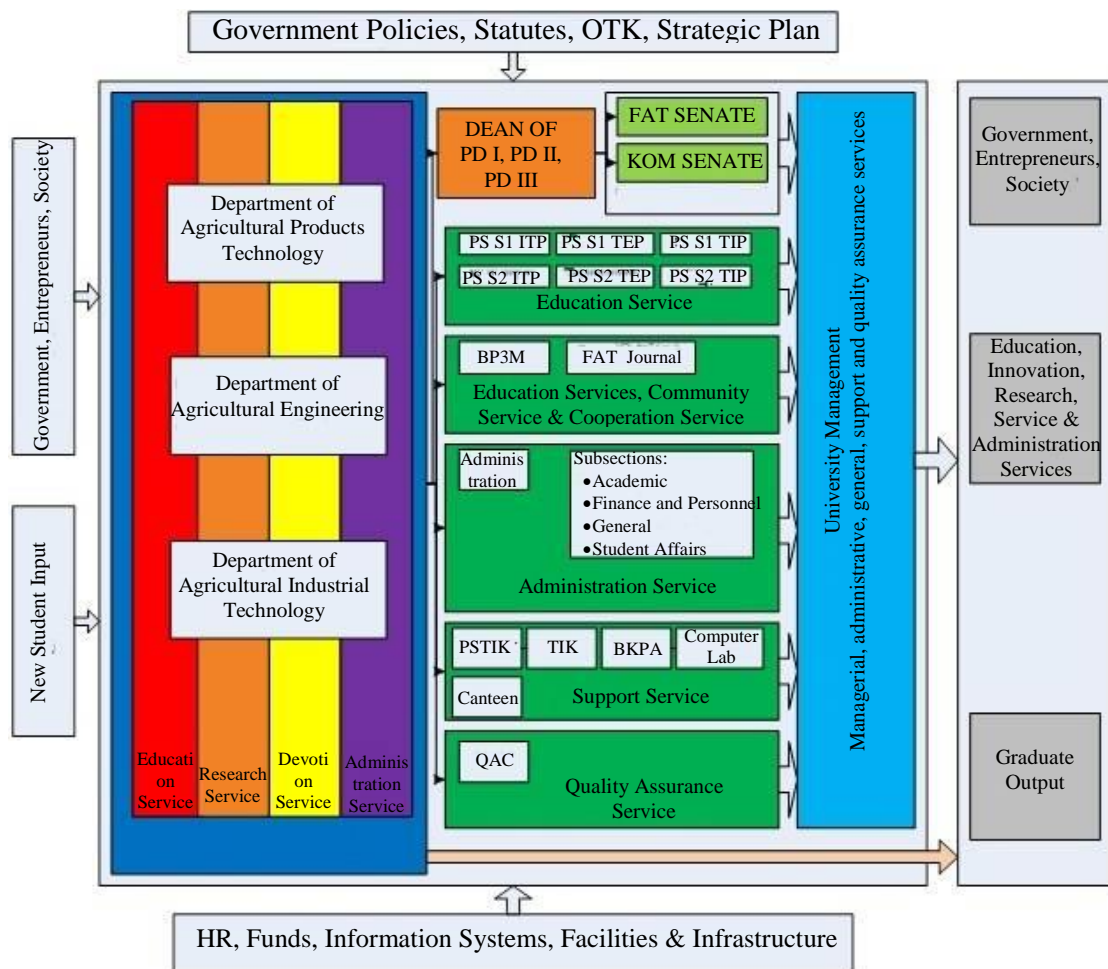 Government Policies, Statutes, OTK, Strategic Plan
Government, Entrepreneurs, Society
New Student Input
Department of
Agricultural Products
Technology
Department of
Agricultural Engineering
Department of
Agricultural Industrial
Technology
Educati
on
Service
Research
Service
Devoti
on
Service
Adminis
tration
Service
DEAN OF
PD I, PD II,
PD III
FAT SENATE
KOM SENATE
PS S1 ITP
PS S1 TEP
PS S1 TIP
PS S2 ITP
PS S2 TEP
PS S2 TIP
Education Service
BP3M
FAT Journal
Education Services, Community
Service & Cooperation Service
Adminis
tration
Subsections:
•Academic
•Finance and Personnel
•General
•Student Affairs
Administration Service
PSTIK
TIK
BKPA
Computer
Lab
Canteen
Support Service
QAC
Quality Assurance
Service
University Management
Managerial, administrative, general, support and quality assurance services
Government,
Entrepreneurs,
Society
Education,
Innovation,
Research,
Service &
Administration
Services
Graduate
Output
HR, Funds, Information Systems, Facilities & Infrastructure